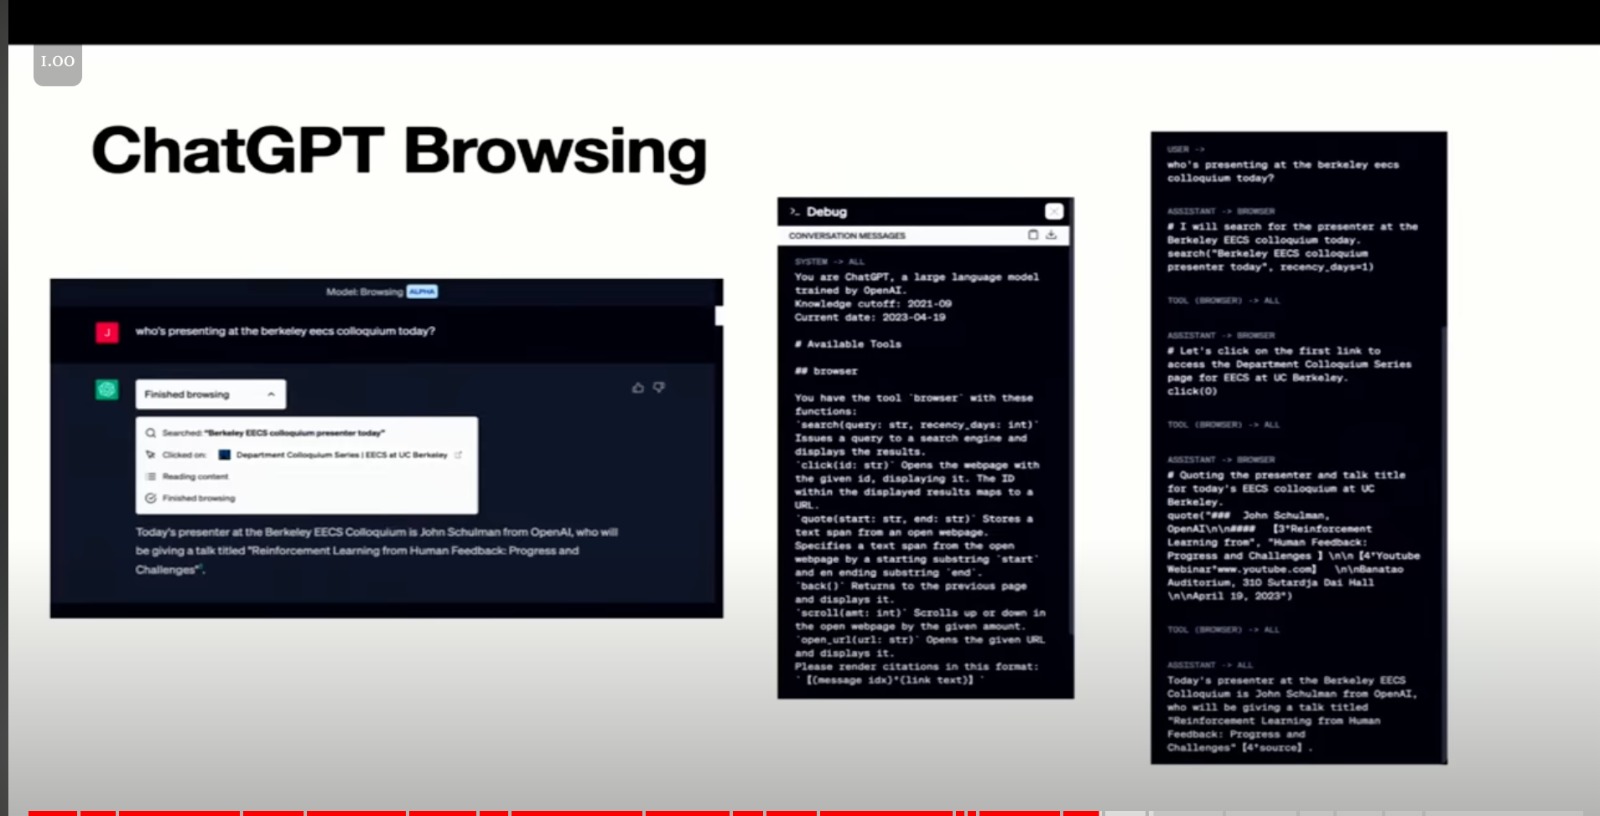 1.00
ChatGPT Browsing
Model: Browsing ALPHA
J
who's presenting at the berkeley eecs colloquium today?
Finished browsing
Searched: "Berkeley EECS colloquium presenter today"
Clicked on: Department Colloquium Series | EECS at UC Berkeley
Reading content
Finished browsing
Today's presenter at the Berkeley EECS Colloquium is John Schulman from OpenAI, who will
be giving a talk titled "Reinforcement Learning from Human Feedback: Progress and
Challenges".
>_ Debug
CONVERSATION MESSAGES
SYSTEM -> ALL
You are ChatGPT, a large language model
trained by OpenAI.
Knowledge cutoff: 2021-09
Current date: 2023-04-19
# Available Tools
## browser
You have the tool `browser` with these
functions:
`search(query: str, recency_days: int)`
Issues a query to a search engine and
displays the results.
`click(id: str)` Opens the webpage with
the given id, displaying it. The ID
within the displayed results maps to a
URL.
`quote(start: str, end: str)` Stores a
text span from an open webpage.
Specifies a text span from the open
webpage by a starting substring `start`
and en ending substring `end`.
`back()` Returns to the previous page
and displays it.
`scroll(amt: int)` Scrolls up or down in
the open webpage by the given amount.
`open_url(url: str)` Opens the given URL
and displays it.
Please render citations in this format:
`【{message idx}†{link text}】`
USER ->
who's presenting at the berkeley eecs
colloquium today?
ASSISTANT -> BROWSER
# I will search for the presenter at the
Berkeley EECS colloquium today.
search("Berkeley EECS colloquium
presenter today", recency_days=1)
TOOL (BROWSER) -> ALL
ASSISTANT -> BROWSER
# Let's click on the first link to
access the Department Colloquium Series
page for EECS at UC Berkeley.
click(0)
TOOL (BROWSER) -> ALL
ASSISTANT -> BROWSER
# Quoting the presenter and talk title
for today's EECS colloquium at UC
Berkeley.
quote("### John Schulman,
OpenAI\n\n#### 【3†Reinforcement
Learning from", "Human Feedback:
Progress and Challenges 】\n\n【4†Youtube
Webinar†www.youtube.com】 \n\nBanatao
Auditorium, 310 Sutardja Dai Hall
\n\nApril 19, 2023")
TOOL (BROWSER) -> ALL
ASSISTANT -> ALL
Today's presenter at the Berkeley EECS
Colloquium is John Schulman from OpenAI,
who will be giving a talk titled
"Reinforcement Learning from Human
Feedback: Progress and
Challenges"【4†source】.